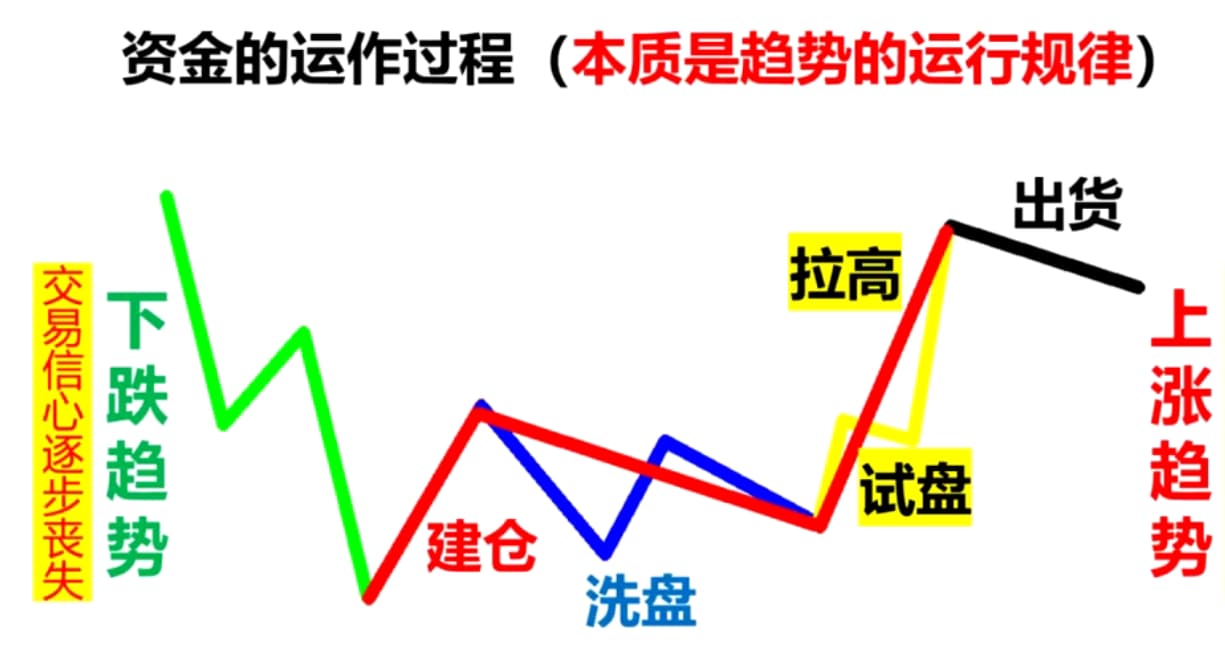 资金的运作过程（本质是趋势的运行规律）
交易信心逐步丧失
下跌趋势
建仓
洗盘
试盘
拉高
出货
上涨趋势